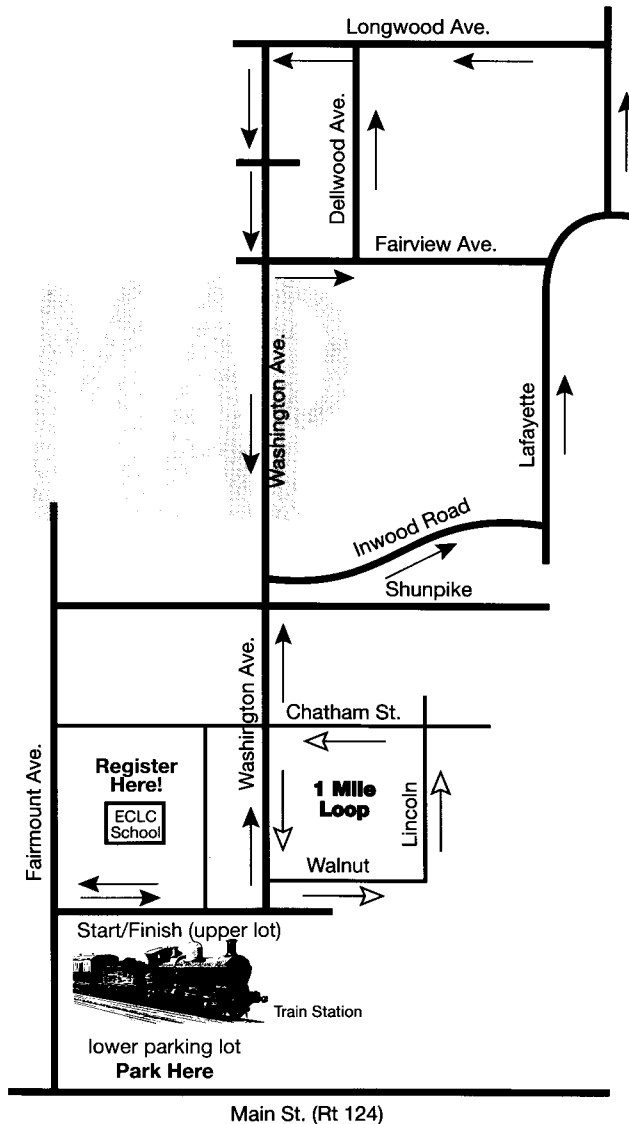 Longwood Ave.
Dellwood Ave.
Fairview Ave.
MAP
Washington Ave.
Lafayette
Inwood Road
Shunpike
Washington Ave.
Chatham St.
Fairmount Ave.
Register
Here!
ECLC
School
1 Mile
Loop
Lincoln
Walnut
Start/Finish (upper lot)
Train Station
lower parking lot
Park Here
Main St. (Rt 124)